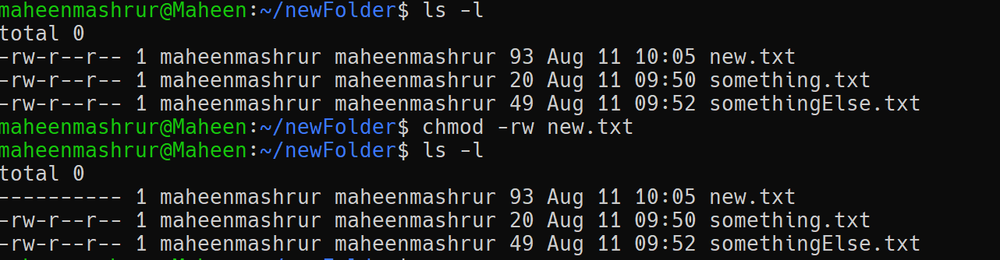 maheenmashrur@Maheen:~/newFolder$ ls -l
total 0
-rw-r--r-- 1 maheenmashrur maheenmashrur 93 Aug 11 10:05 new.txt
-rw-r--r-- 1 maheenmashrur maheenmashrur 20 Aug 11 09:50 something.txt
-rw-r--r-- 1 maheenmashrur maheenmashrur 49 Aug 11 09:52 somethingElse.txt
maheenmashrur@Maheen:~/newFolder$ chmod -rw new.txt
maheenmashrur@Maheen:~/newFolder$ ls -l
total 0
---------- 1 maheenmashrur maheenmashrur 93 Aug 11 10:05 new.txt
-rw-r--r-- 1 maheenmashrur maheenmashrur 20 Aug 11 09:50 something.txt
-rw-r--r-- 1 maheenmashrur maheenmashrur 49 Aug 11 09:52 somethingElse.txt